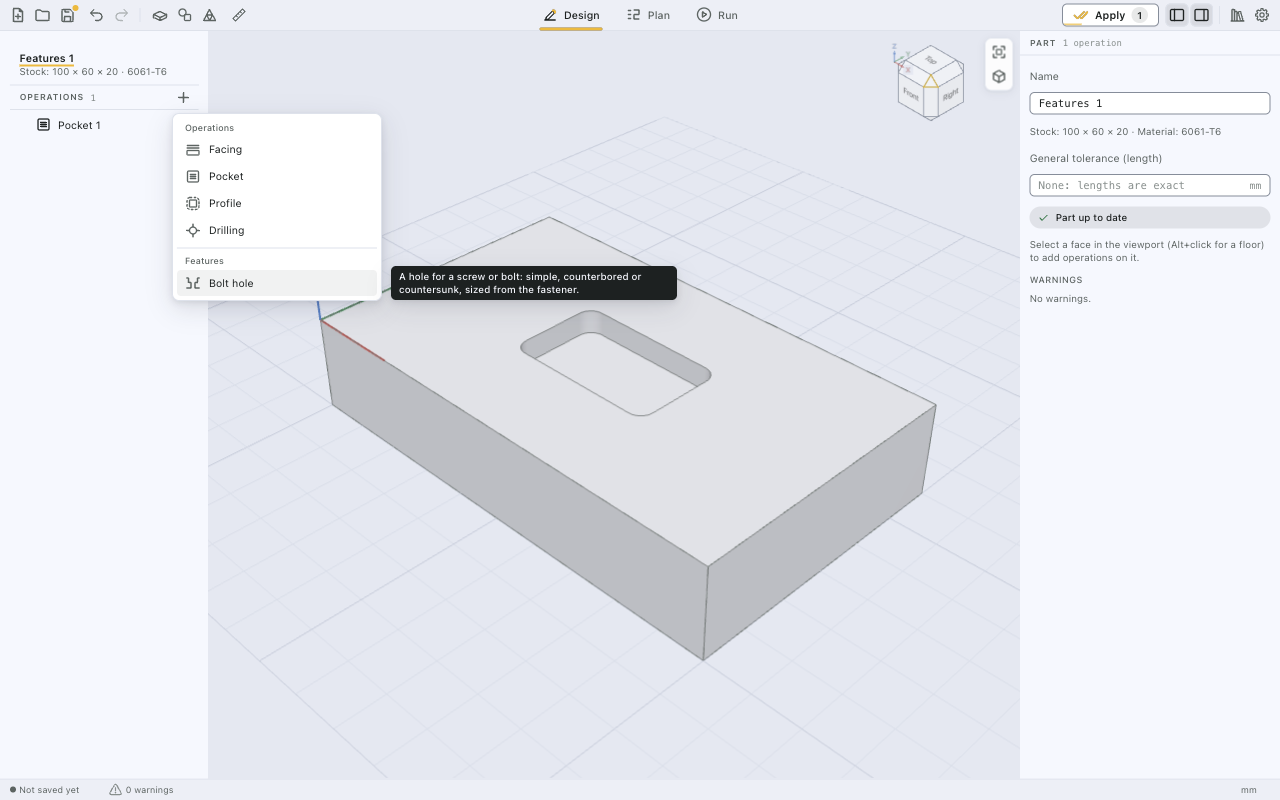 Design
Plan
Run
Apply 1
Features 1
Stock: 100 × 60 × 20 · 6061-T6
OPERATIONS 1
Pocket 1
Operations
Facing
Pocket
Profile
Drilling
Features
Bolt hole
A hole for a screw or bolt: simple, counterbored or
countersunk, sized from the fastener.
Z
Y
X
Top
Front
Right
PART 1 operation
Name
Features 1
Stock: 100 × 60 × 20 · Material: 6061-T6
General tolerance (length)
None: lengths are exact mm
Part up to date
Select a face in the viewport (Alt+click for a floor)
to add operations on it.
WARNINGS
No warnings.
Not saved yet
0 warnings
mm